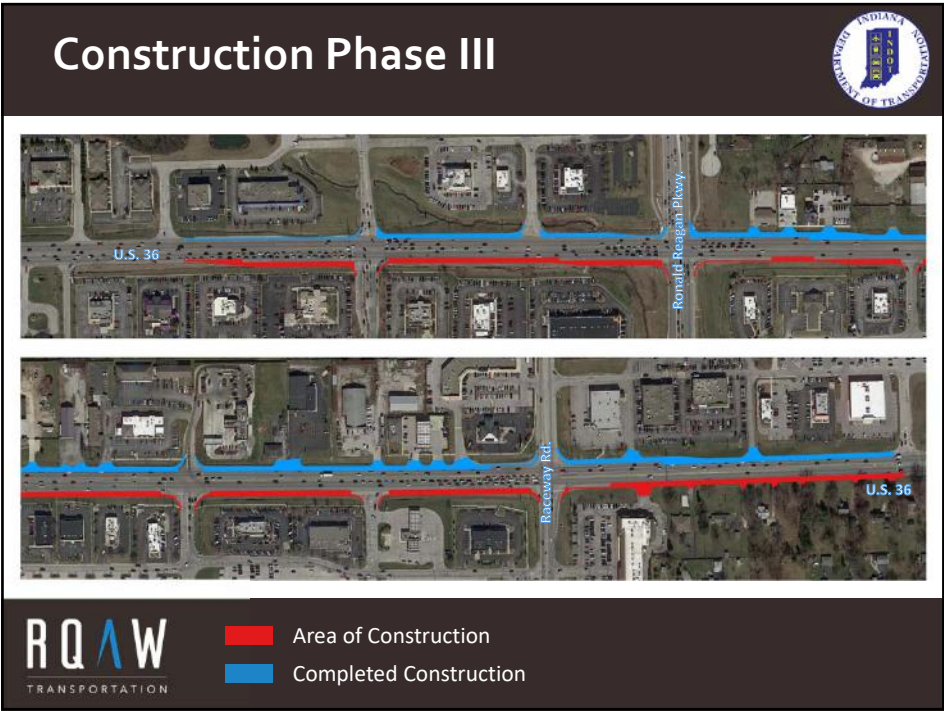 Construction Phase III
INDIANA
DEPARTMENT OF TRANSPORTATION
INDOT
U.S. 36
Ronald Reagan Pkwy.
Raceway Rd.
U.S. 36
RQAW
TRANSPORTATION
Area of Construction
Completed Construction